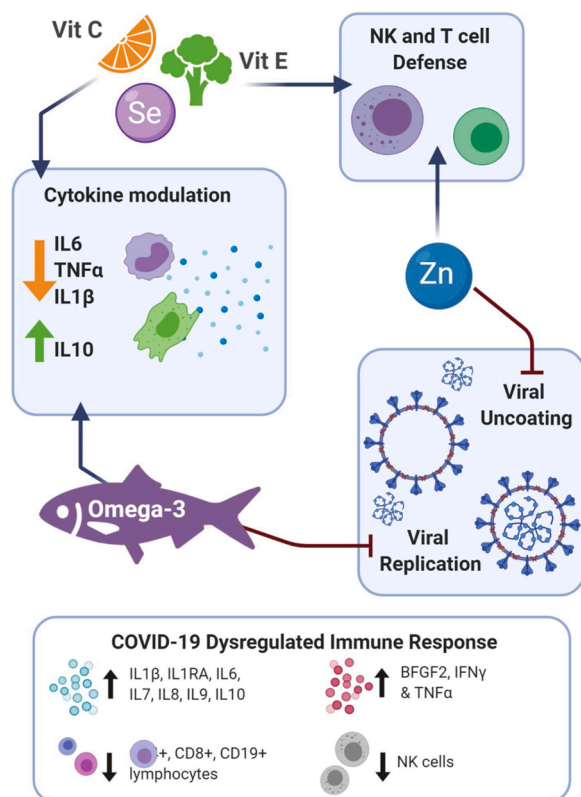 Vit C
Vit E
Se
NK and T cell
Defense
Cytokine modulation
IL6
TNFα
IL1β
IL10
Zn
Viral
Uncoating
Omega-3
Viral
Replication
COVID-19 Dysregulated Immune Response
IL1β, IL1RA, IL6,
IL7, IL8, IL9, IL10
BFGF2, IFNγ
& TNFα
+, CD8+, CD19+
lymphocytes
NK cells